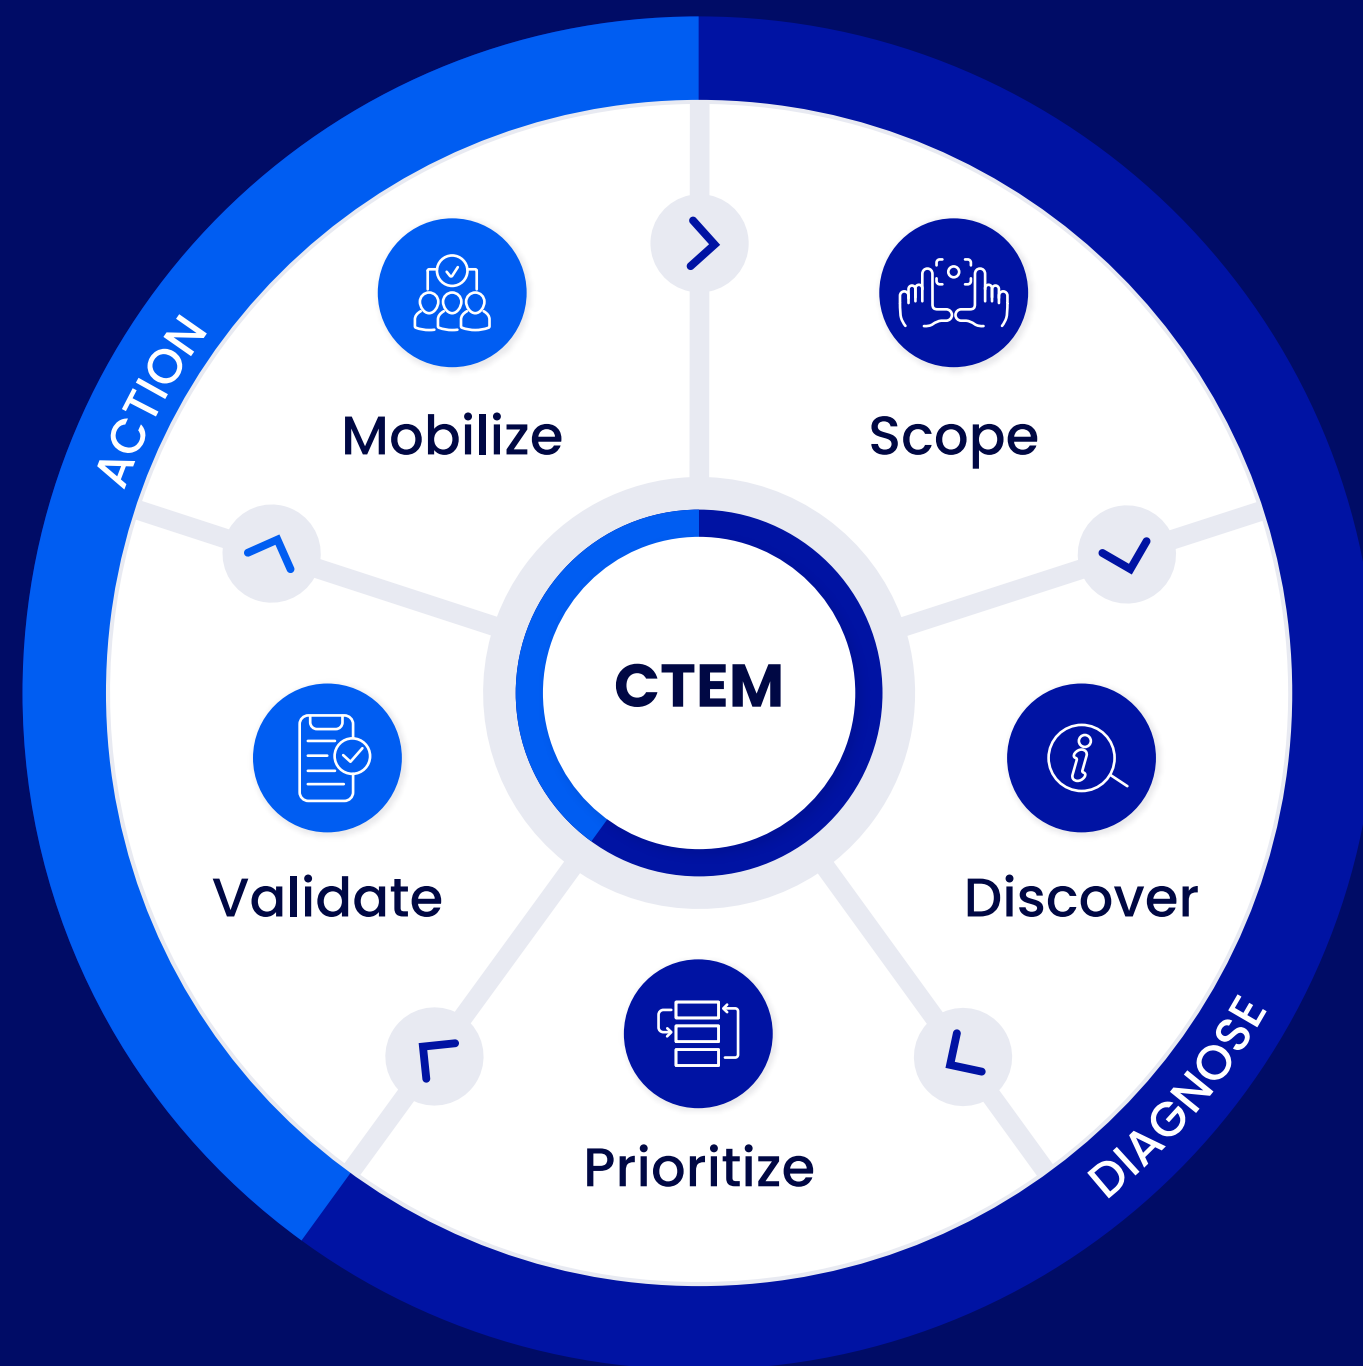 ACTION
Mobilize
Scope
CTEM
Validate
Discover
Prioritize
DIAGNOSE